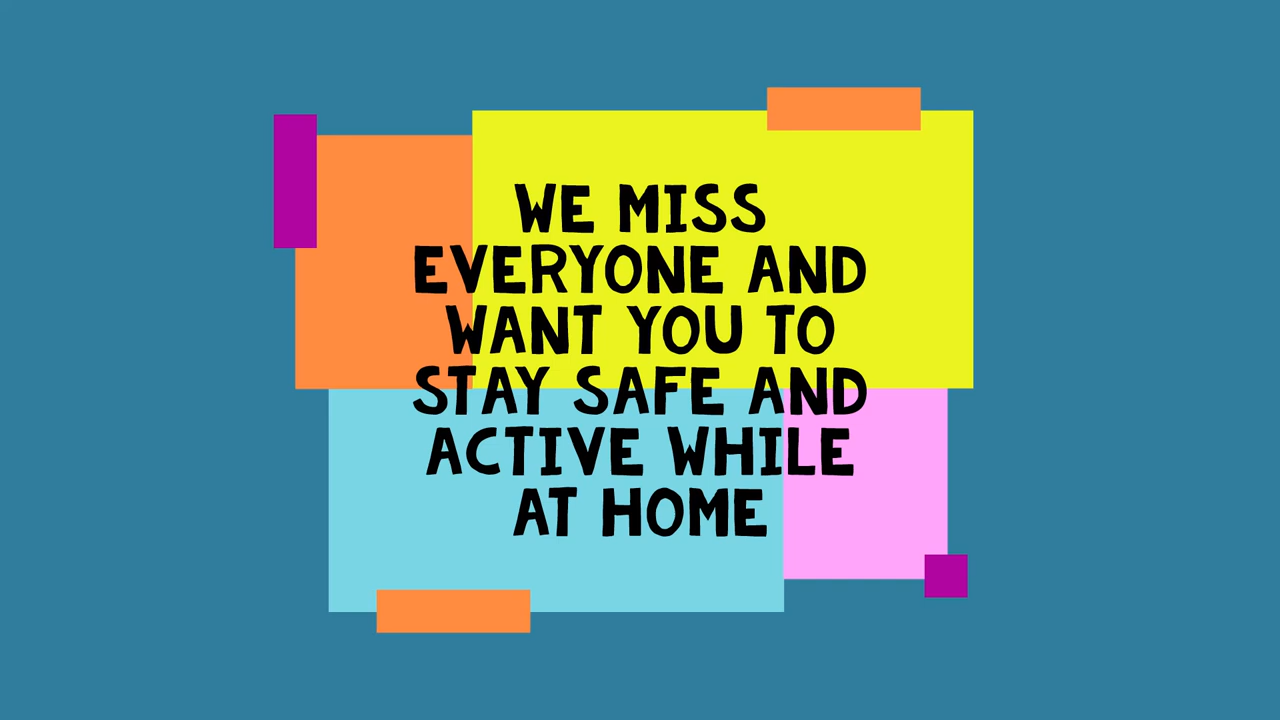 WE MISS
EVERYONE AND
WANT YOU TO
STAY SAFE AND
ACTIVE WHILE
AT HOME